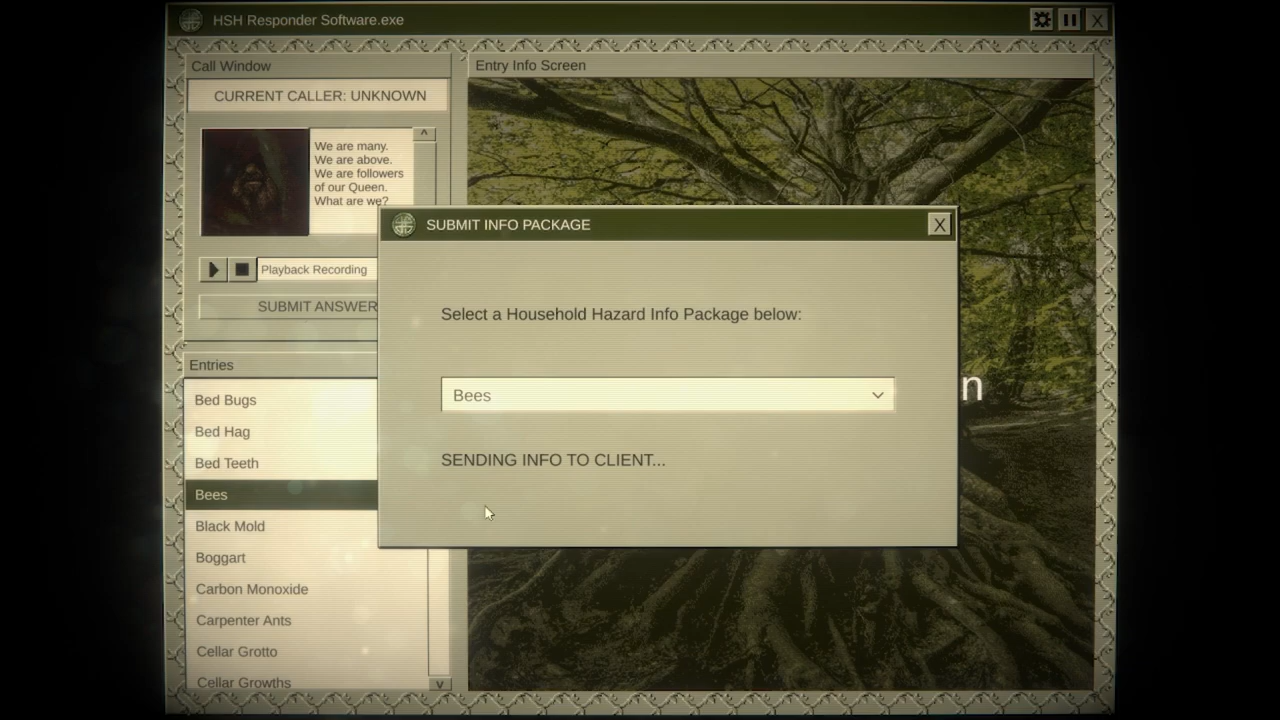 HSH Responder Software.exe
Call Window
CURRENT CALLER: UNKNOWN
We are many.
We are above.
We are followers
of our Queen.
What are we?
Playback Recording
SUBMIT ANSWER
Entries
Bed Bugs
Bed Hag
Bed Teeth
Bees
Black Mold
Boggart
Carbon Monoxide
Carpenter Ants
Cellar Grotto
Cellar Growths
Entry Info Screen
n
SUBMIT INFO PACKAGE
X
Select a Household Hazard Info Package below:
Bees
SENDING INFO TO CLIENT...